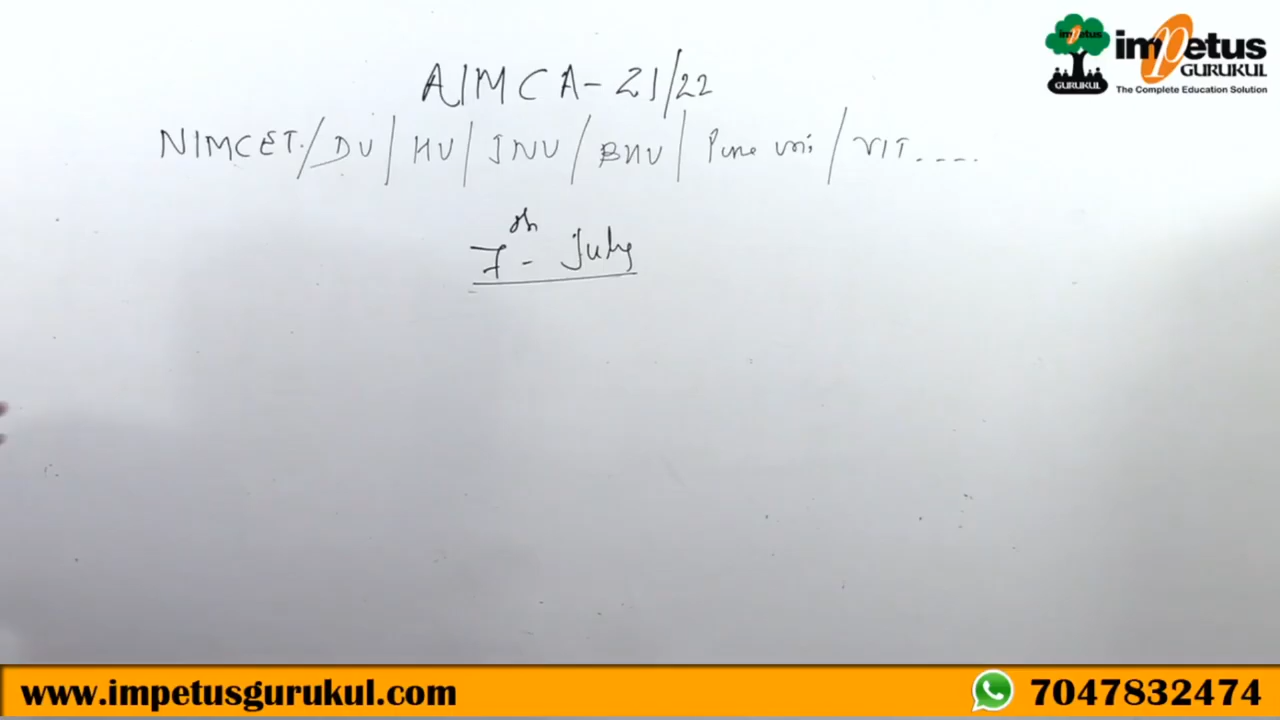 impetus
GURUKUL
impetus
GURUKUL
The Complete Education Solution
AIMCA - 21/22
NIMCET./DU/HU/JNU/BHU/Pune uni/VIT....
7th - July
www.impetusgurukul.com
7047832474